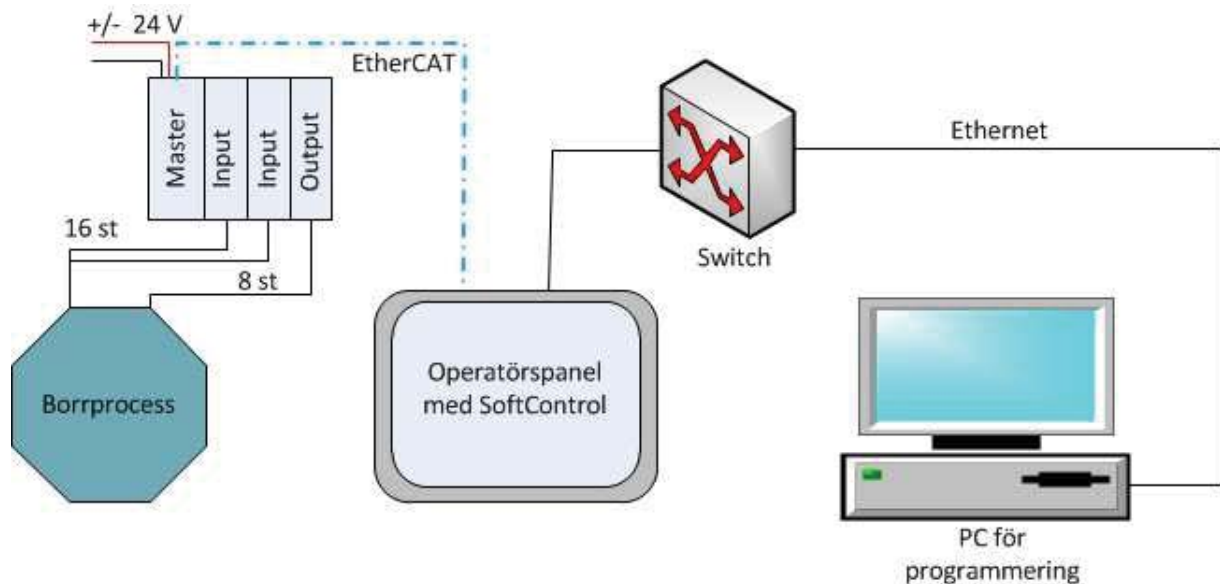 +/- 24 V
EtherCAT
Master
Input
Input
Output
16 st
8 st
Borrprocess
Operatörspanel
med SoftControl
Switch
Ethernet
PC för
programmering